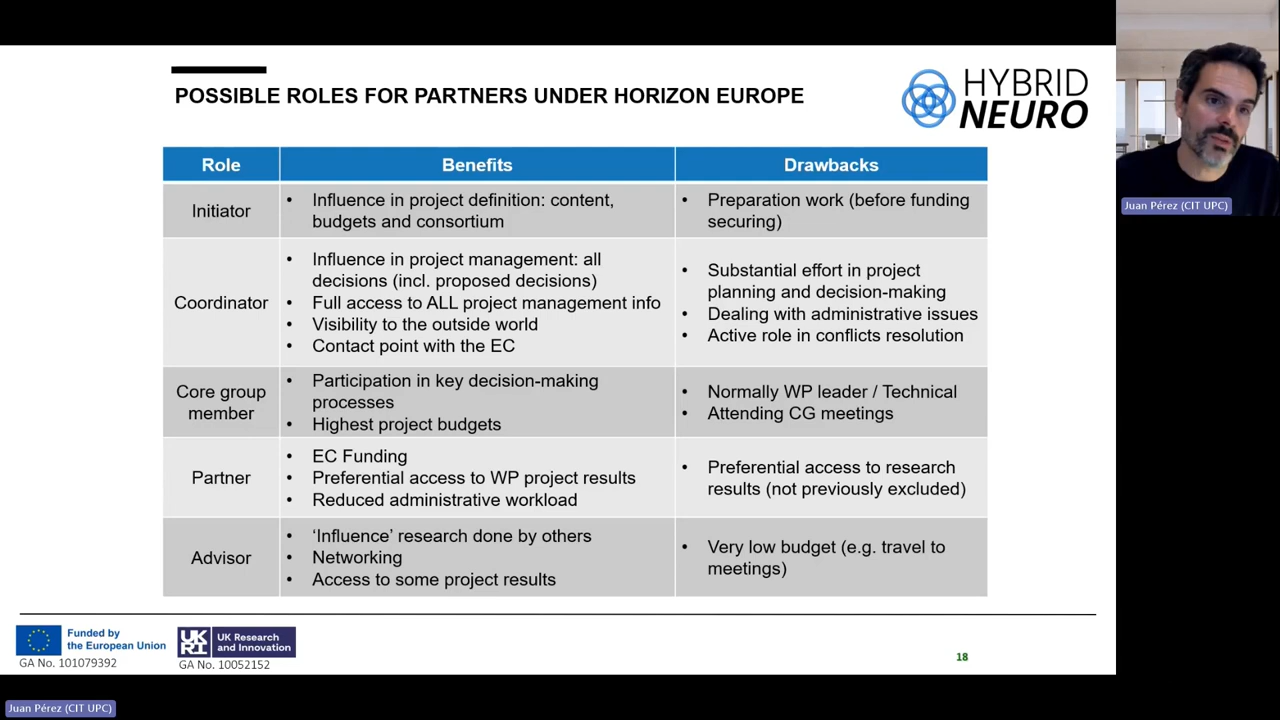 POSSIBLE ROLES FOR PARTNERS UNDER HORIZON EUROPE
HYBRID
NEURO
Juan Pérez (CIT UPC)
Role
Benefits
Drawbacks
Initiator
• Influence in project definition: content,
budgets and consortium
• Preparation work (before funding
securing)
Coordinator
• Influence in project management: all
decisions (incl. proposed decisions)
• Full access to ALL project management info
• Visibility to the outside world
• Contact point with the EC
• Substantial effort in project
planning and decision-making
• Dealing with administrative issues
• Active role in conflicts resolution
Core group
member
• Participation in key decision-making
processes
• Highest project budgets
• Normally WP leader / Technical
• Attending CG meetings
Partner
• EC Funding
• Preferential access to WP project results
• Reduced administrative workload
• Preferential access to research
results (not previously excluded)
Advisor
• ‘Influence’ research done by others
• Networking
• Access to some project results
• Very low budget (e.g. travel to
meetings)
Funded by
the European Union
GA No. 101079392
UK
RI
UK Research
and Innovation
GA No. 10052152
18
Juan Pérez (CIT UPC)